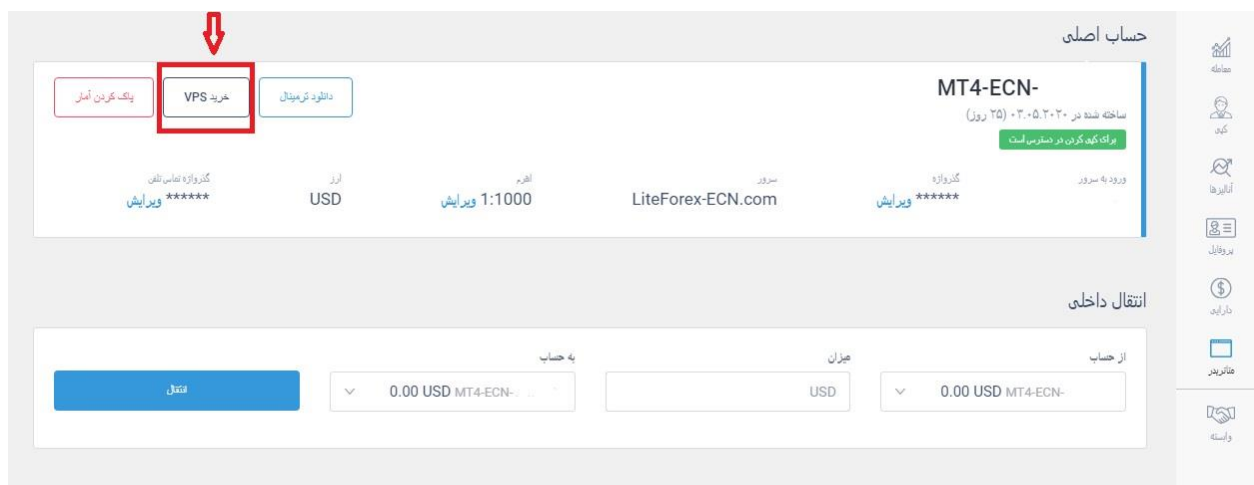 حساب اصلی
MT4-ECN-
ساخته شده در ۰۳.۰۵.۲۰۲۰ (۲۵ روز)
برای کپی کردن در دسترس است
دانلود ترمینال
خرید VPS
پاک کردن آمار
ورود به سرور
گذرواژه
****** ویرایش
سرور
LiteForex-ECN.com
اهرم
1:1000 ویرایش
ارز
USD
گذرواژه تماس تلفن
****** ویرایش
انتقال داخلی
از حساب
0.00 USD MT4-ECN-
میزان
USD
به حساب
0.00 USD MT4-ECN-
انتقال
معامله
کپی
آنالیزها
پروفایل
دارایی
متاتریدر
واسته